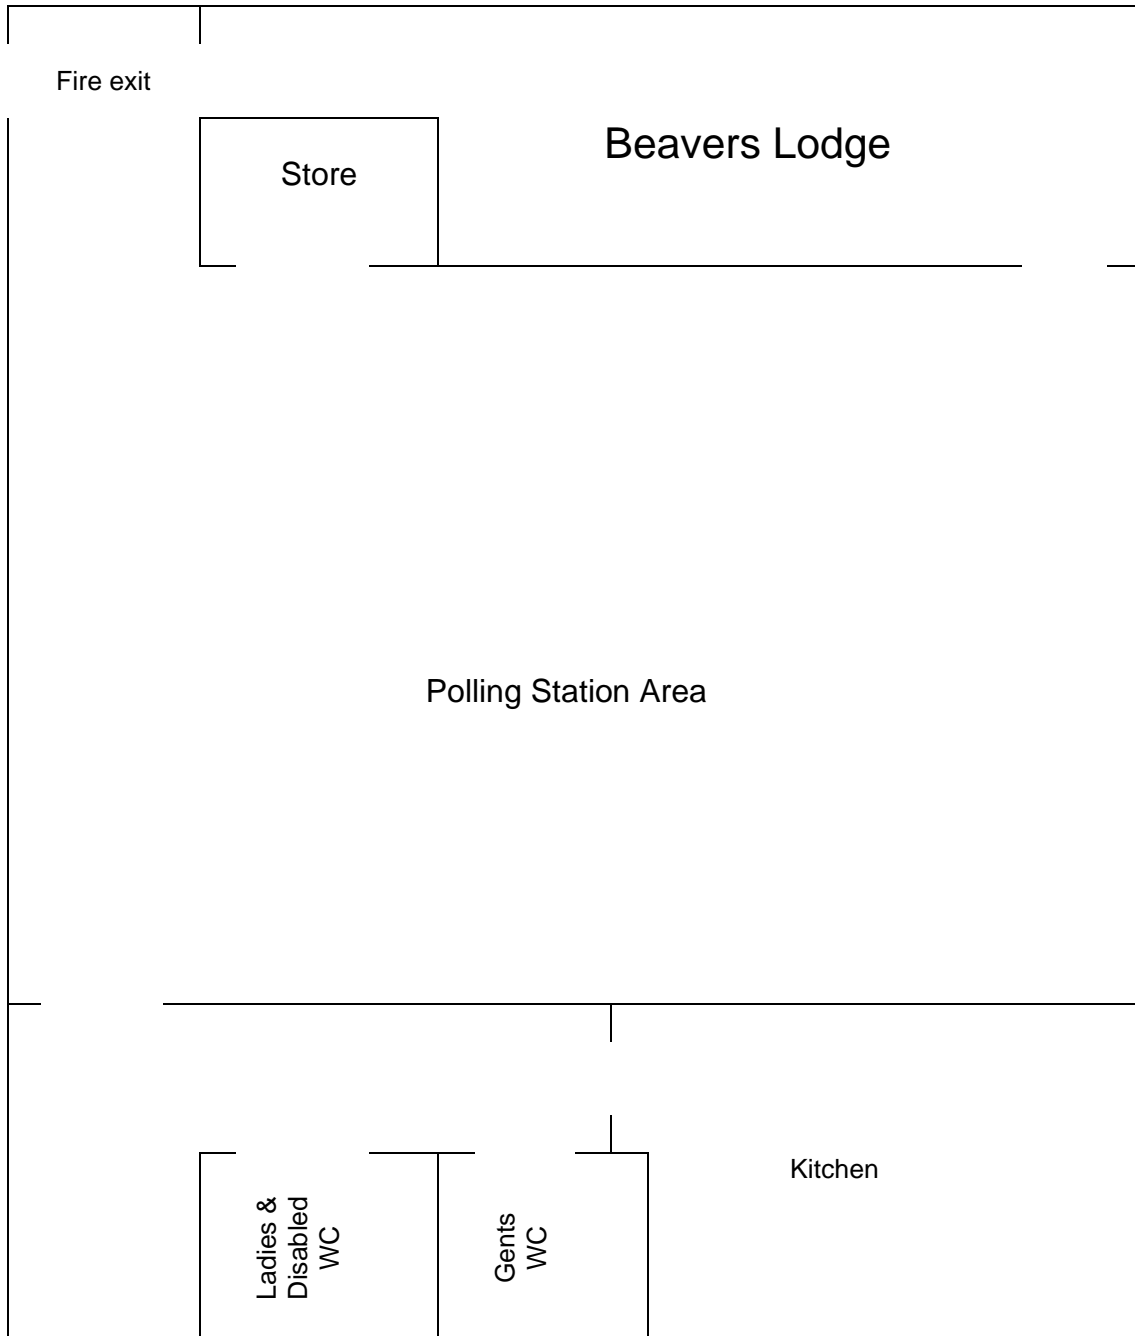 Fire exit
Beavers Lodge
Store
Polling Station Area
Kitchen
Ladies &
Disabled
WC
Gents
WC